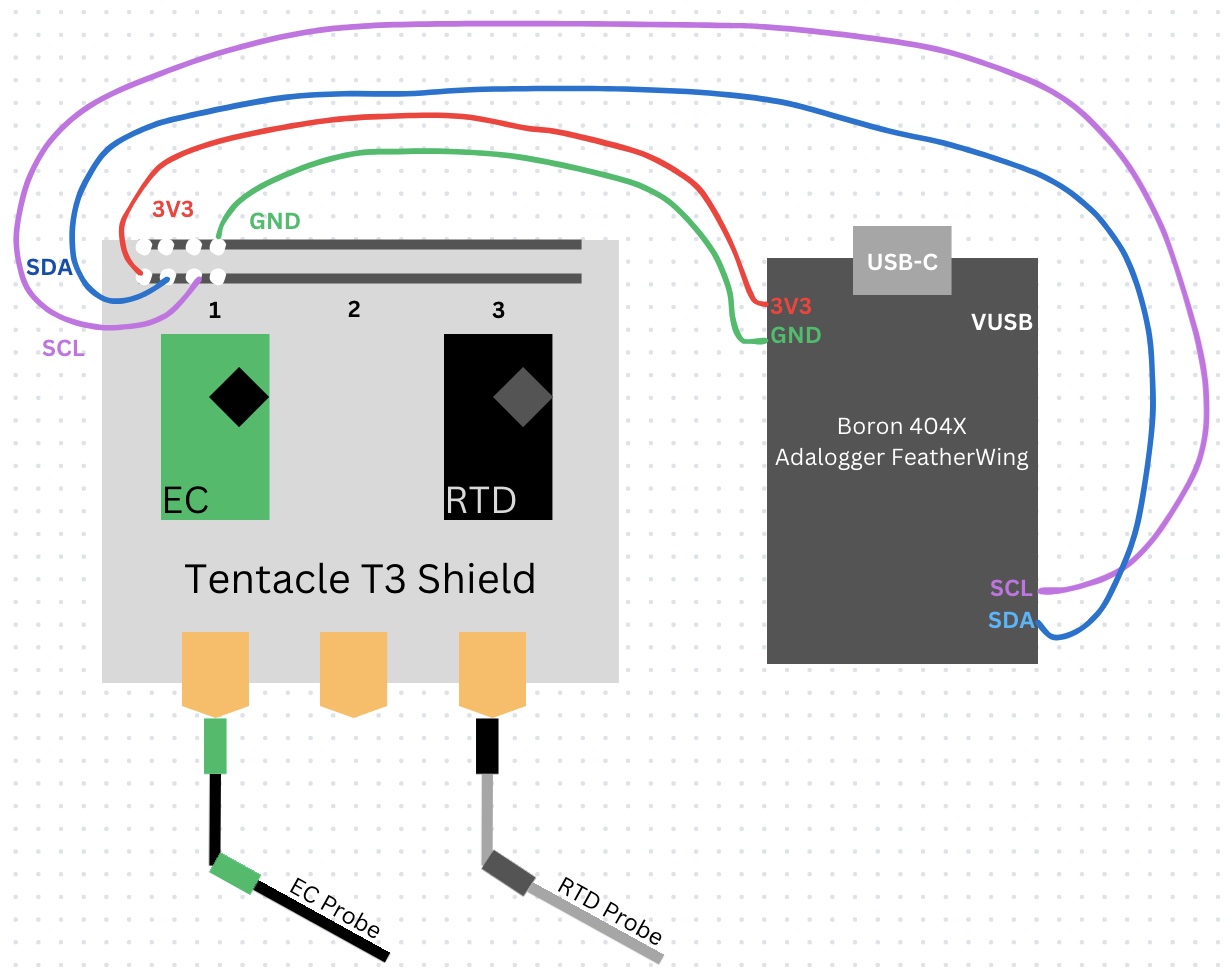 3V3
GND
SDA
SCL
1
2
3
EC
RTD
Tentacle T3 Shield
EC Probe
RTD Probe
USB-C
VUSB
3V3
GND
Boron 404X
Adalogger FeatherWing
SCL
SDA